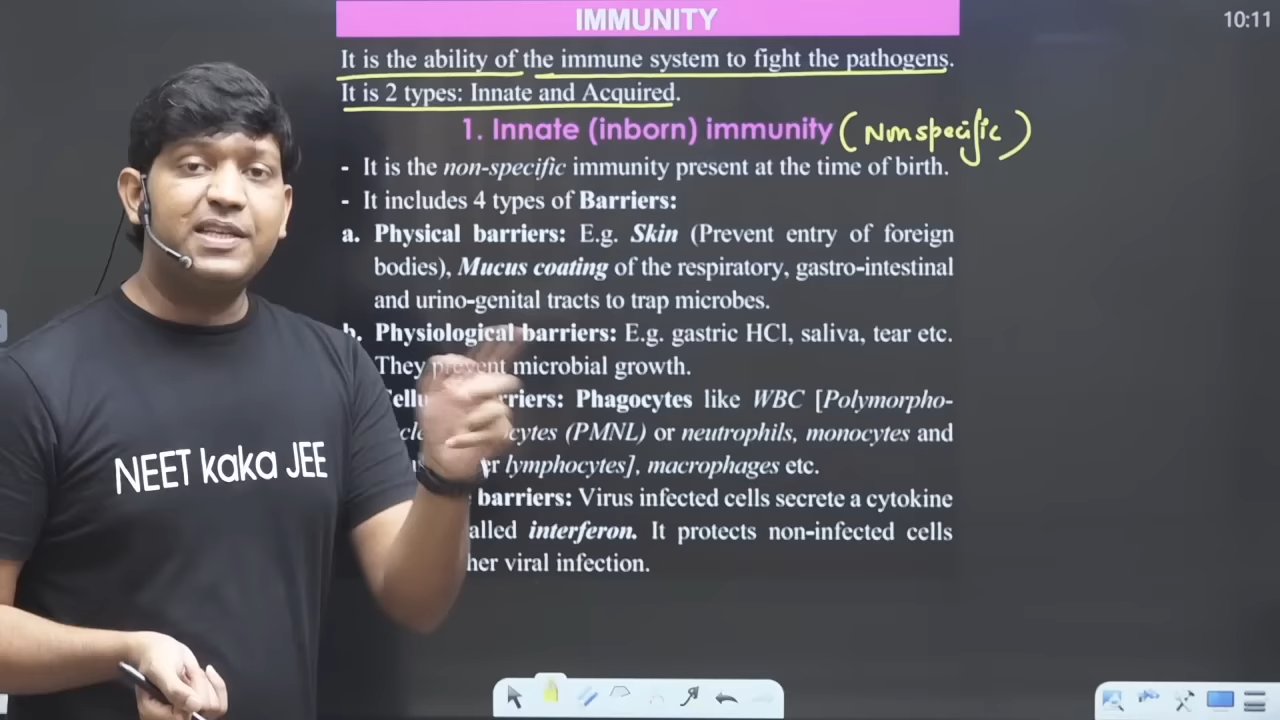 IMMUNITY
10:11
It is the ability of the immune system to fight the pathogens.
It is 2 types: Innate and Acquired.
1. Innate (inborn) immunity (Nonspecific)
- It is the non-specific immunity present at the time of birth.
- It includes 4 types of Barriers:
a. Physical barriers: E.g. Skin (Prevent entry of foreign
bodies), Mucus coating of the respiratory, gastro-intestinal
and urino-genital tracts to trap microbes.
b. Physiological barriers: E.g. gastric HCl, saliva, tear etc.
They prevent microbial growth.
Phagocytes like WBC [Polymorpho-
(PMNL) or neutrophils, monocytes and
lymphocytes], macrophages etc.
barriers: Virus infected cells secrete a cytokine
interferon. It protects non-infected cells
viral infection.
NEET kaka JEE